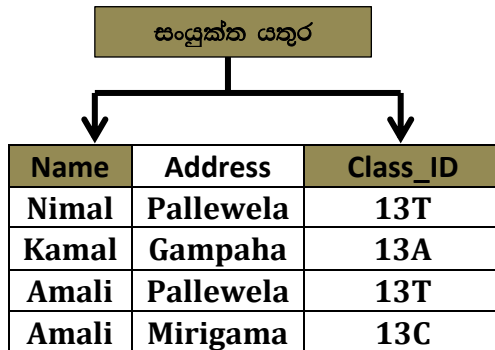 සංයුක්ත යතුර
Name Address Class_ID
Nimal Pallewela 13T
Kamal Gampaha 13A
Amali Pallewela 13T
Amali Mirigama 13C